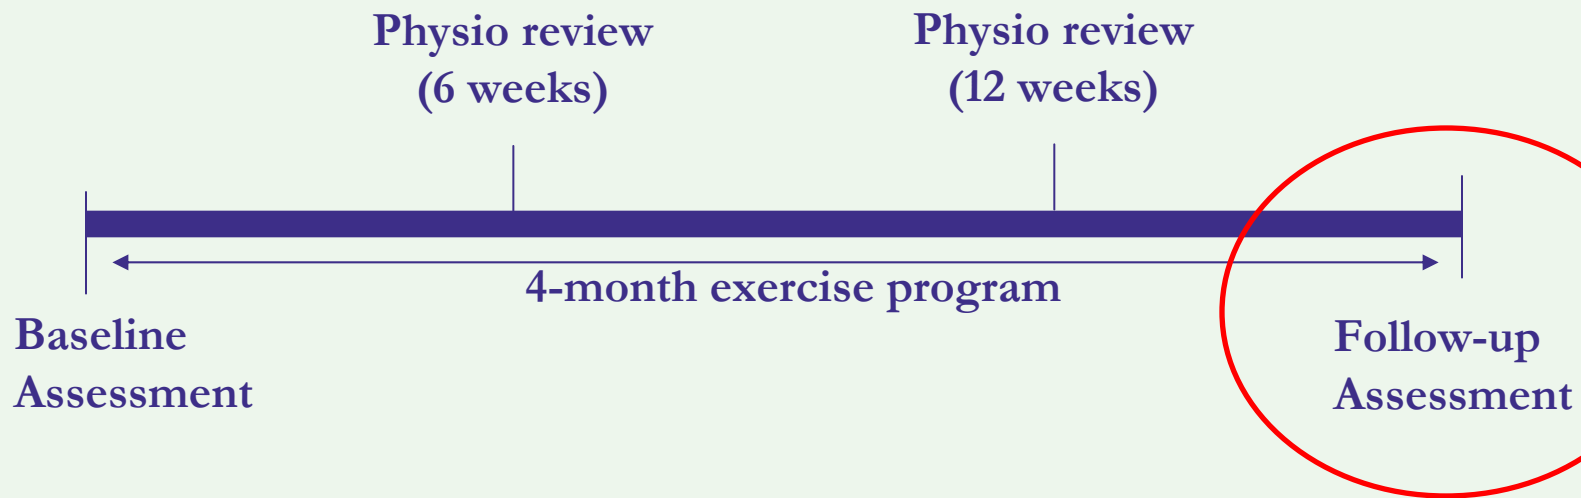 Physio review
(6 weeks)
Physio review
(12 weeks)
4-month exercise program
Baseline
Assessment
Follow-up
Assessment